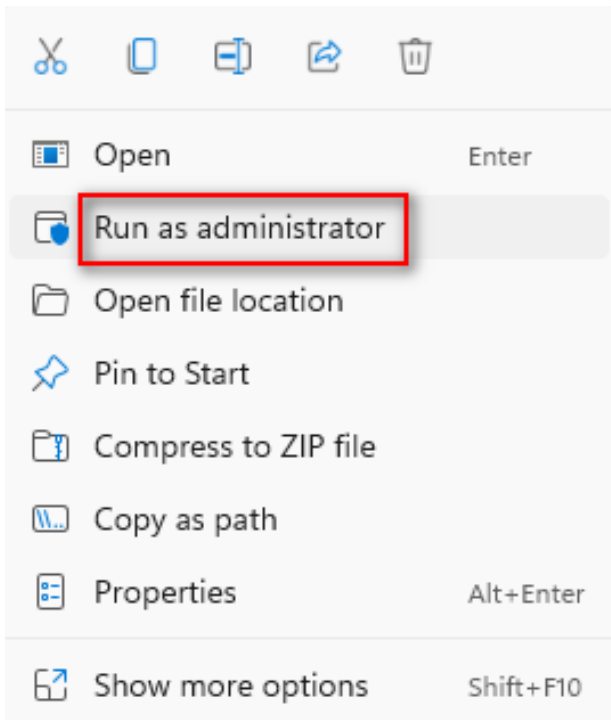 Open Enter
Run as administrator
Open file location
Pin to Start
Compress to ZIP file
Copy as path
Properties Alt+Enter
Show more options Shift+F10